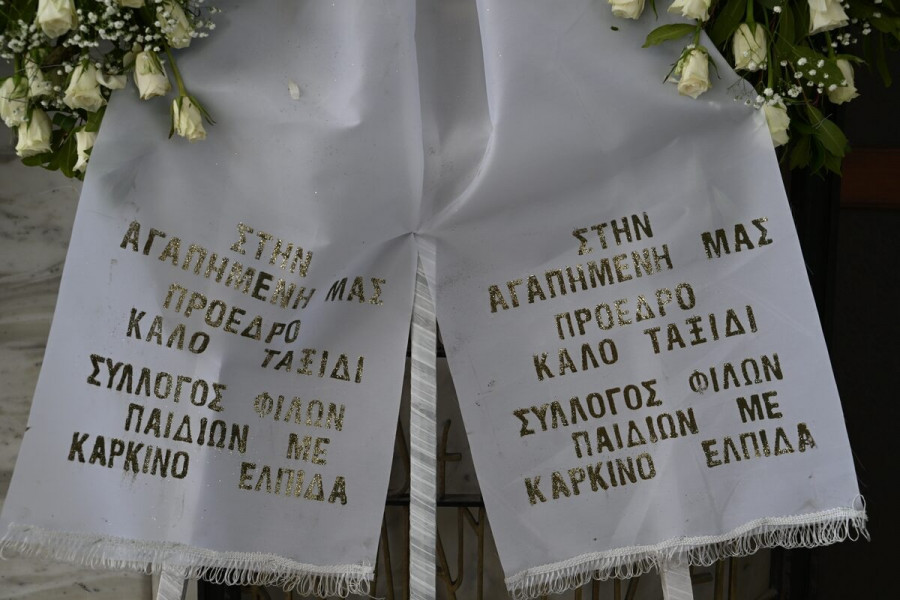 ΣΤΗΝ
ΑΓΑΠΗΜΕΝΗ ΜΑΣ
ΠΡΟΕΔΡΟ
ΚΑΛΟ ΤΑΞΙΔΙ
ΣΥΛΛΟΓΟΣ ΦΙΛΩΝ
ΠΑΙΔΙΩΝ ΜΕ
ΚΑΡΚΙΝΟ ΕΛΠΙΔΑ
ΣΤΗΝ
ΑΓΑΠΗΜΕΝΗ ΜΑΣ
ΠΡΟΕΔΡΟ
ΚΑΛΟ ΤΑΞΙΔΙ
ΣΥΛΛΟΓΟΣ ΦΙΛΩΝ
ΠΑΙΔΙΩΝ ΜΕ
ΚΑΡΚΙΝΟ ΕΛΠΙΔΑ